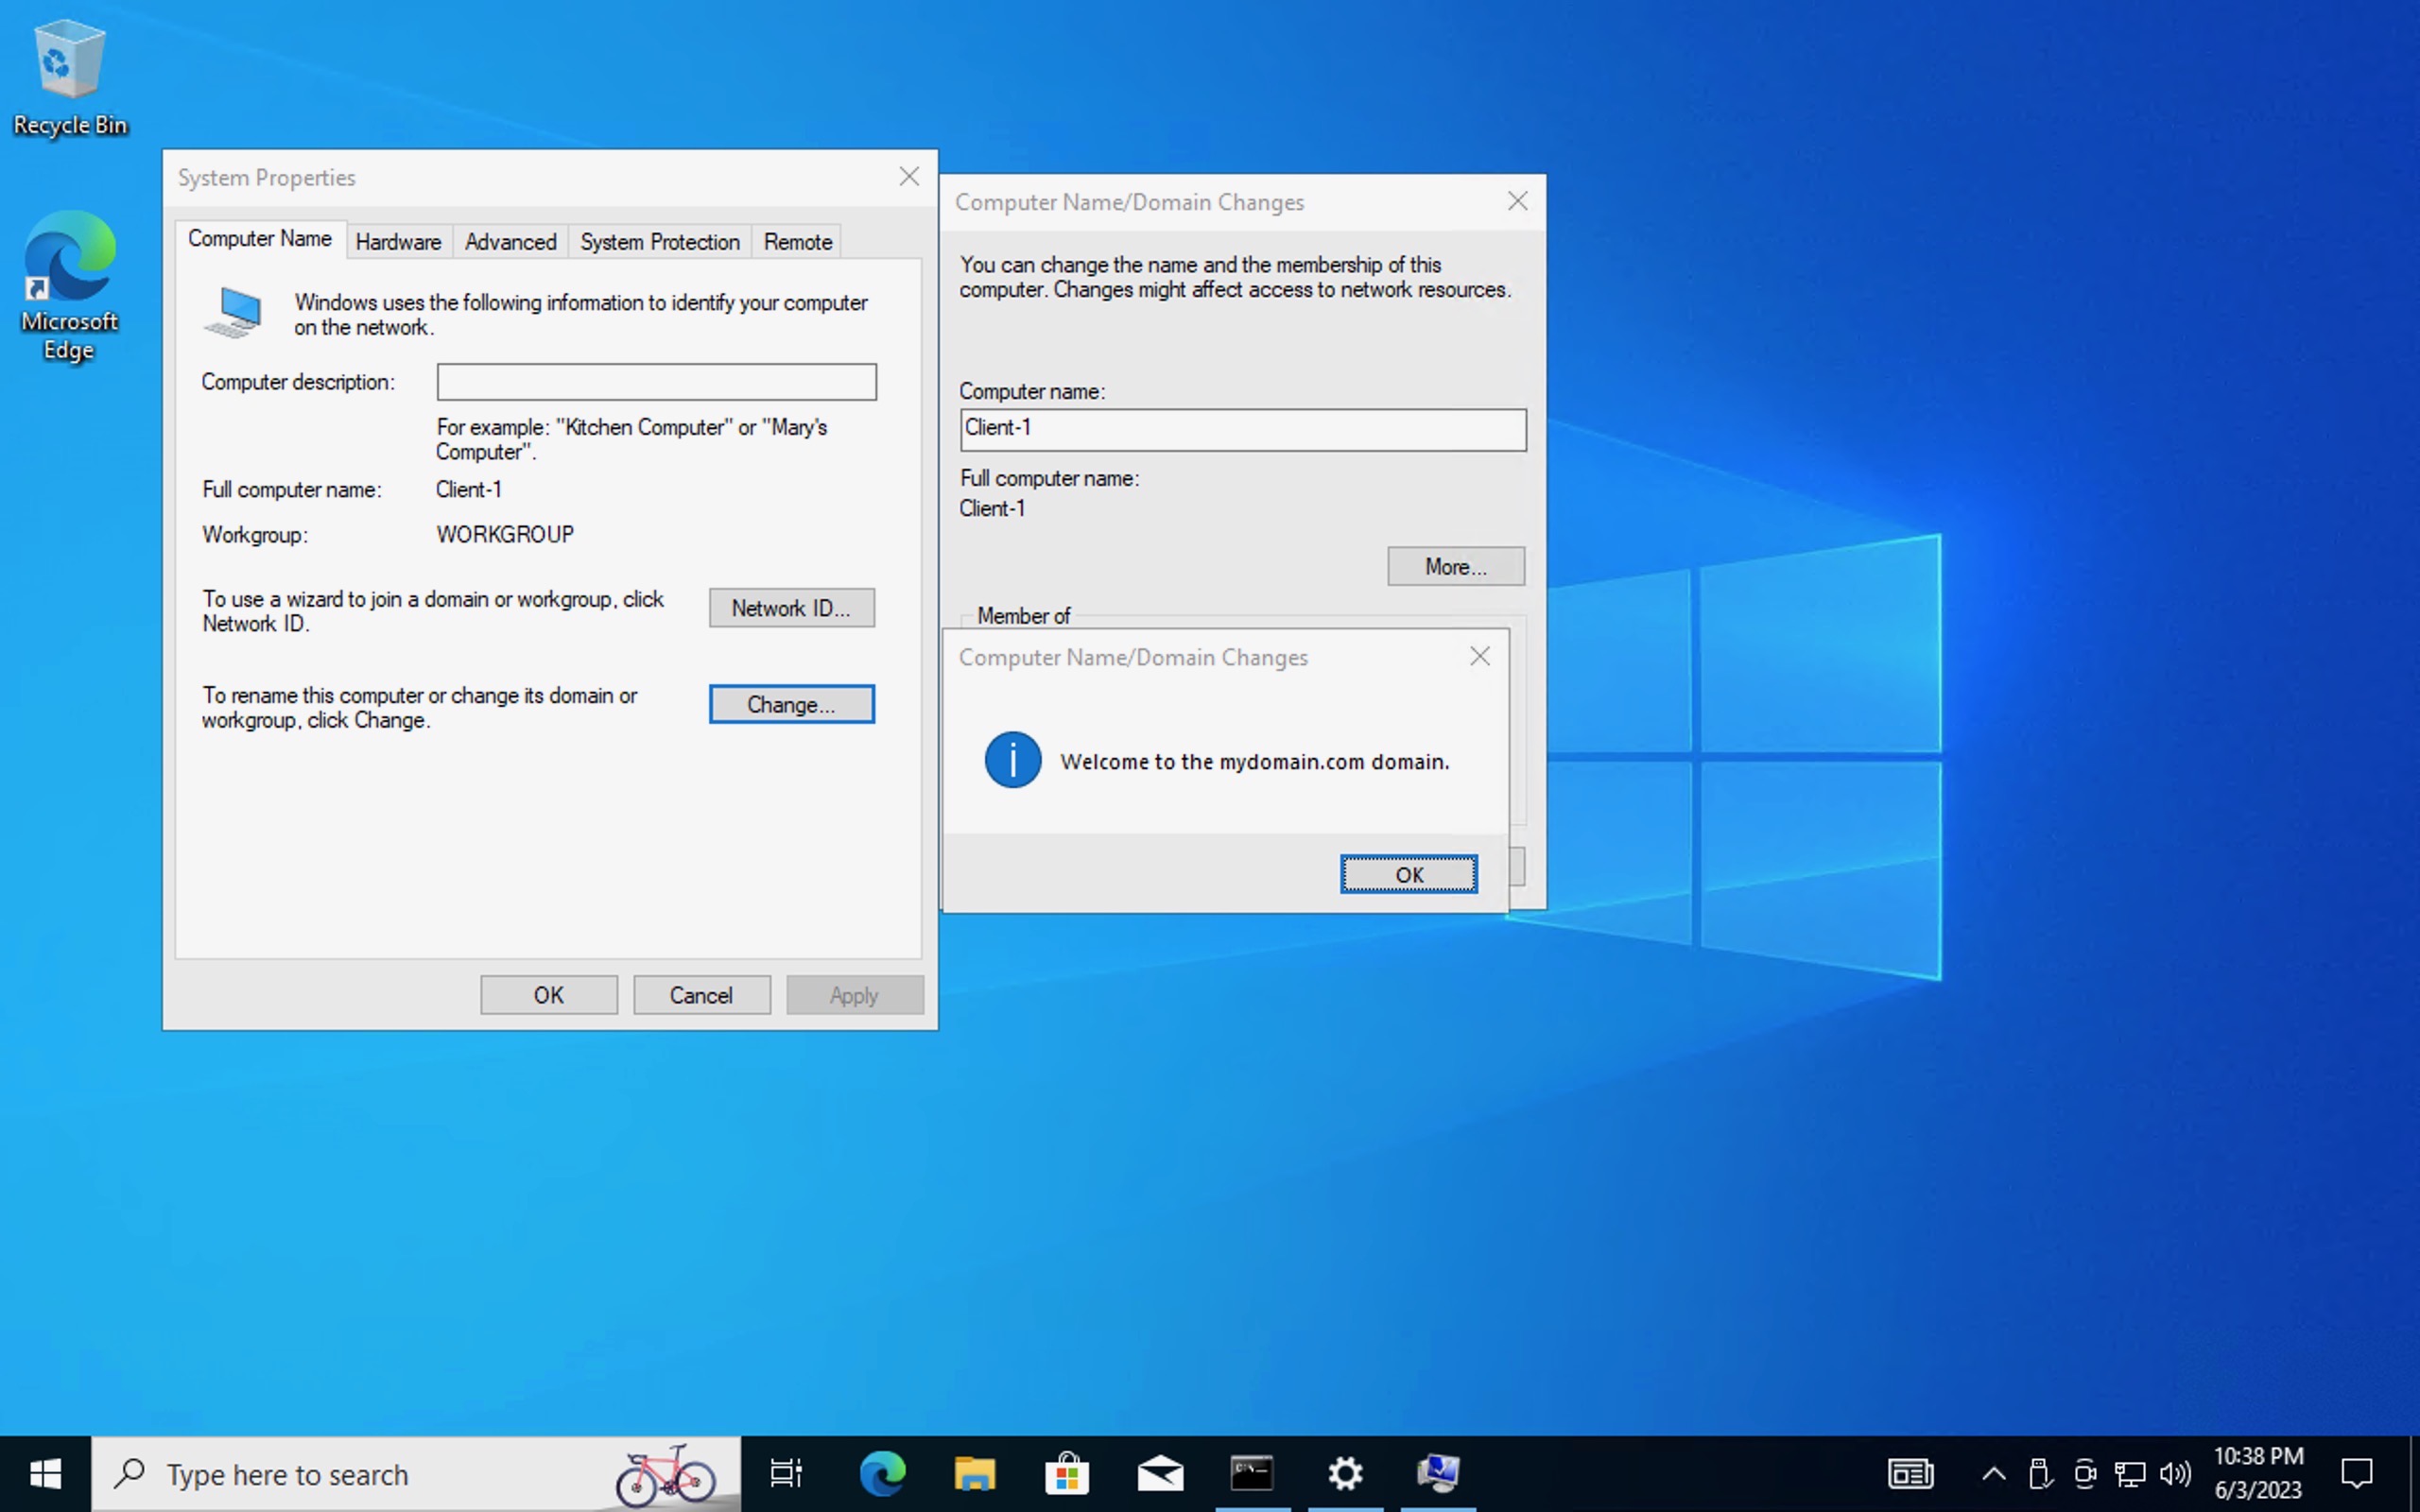 Recycle Bin
Microsoft
Edge
System Properties
Computer Name
Hardware
Advanced
System Protection
Remote
Windows uses the following information to identify your computer
on the network.
Computer description:
For example: "Kitchen Computer" or "Mary's
Computer".
Full computer name:
Client-1
Workgroup:
WORKGROUP
To use a wizard to join a domain or workgroup, click
Network ID.
Network ID...
To rename this computer or change its domain or
workgroup, click Change.
Change...
OK
Cancel
Apply
Computer Name/Domain Changes
You can change the name and the membership of this
computer. Changes might affect access to network resources.
Computer name:
Client-1
Full computer name:
Client-1
More...
Member of
Computer Name/Domain Changes
Welcome to the mydomain.com domain.
OK
Type here to search
10:38 PM
6/3/2023